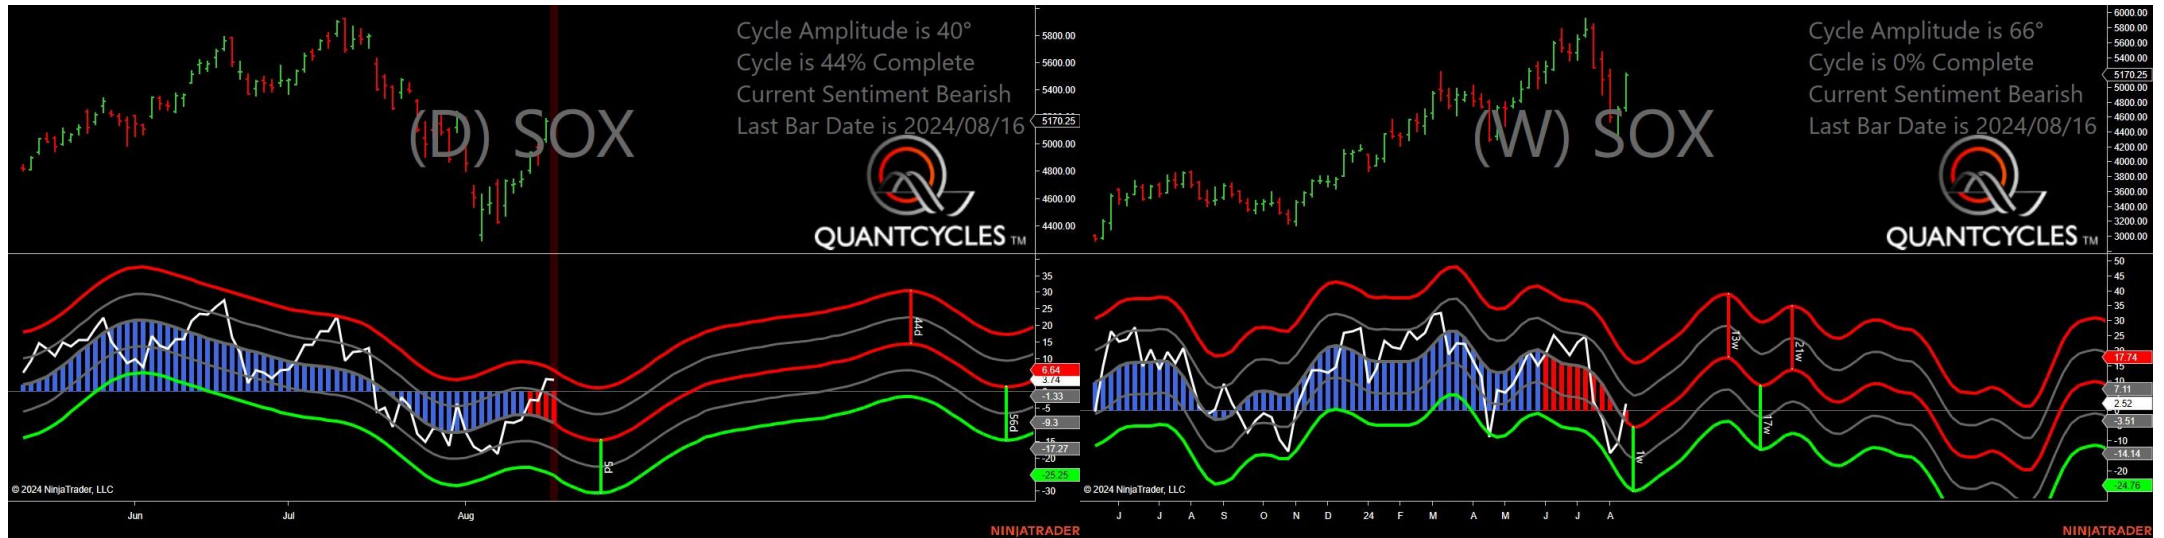 Cycle Amplitude is 40°
Cycle is 44% Complete
Current Sentiment Bearish
Last Bar Date is 2024/08/16
(D) SOX
QUANTCYCLES TM
5800.00
5600.00
5400.00
5170.25
5000.00
4800.00
4600.00
4400.00
35
30
25
20
15
10
6.64
3.74
-1.33
-5
-9.3
-15
-17.27
-20
-25.25
-30
5d
44d
56d
© 2024 NinjaTrader, LLC
Jun
Jul
Aug
NINJATRADER
Cycle Amplitude is 66°
Cycle is 0% Complete
Current Sentiment Bearish
Last Bar Date is 2024/08/16
(W) SOX
QUANTCYCLES TM
6000.00
5800.00
5600.00
5400.00
5170.25
5000.00
4800.00
4600.00
4400.00
4200.00
4000.00
3800.00
3600.00
3400.00
3200.00
3000.00
50
45
40
35
30
25
17.74
15
10
7.11
2.52
-3.51
-10
-14.14
-20
-24.76
1w
13w
17w
21w
© 2024 NinjaTrader, LLC
J
J
A
S
O
N
D
24
F
M
A
M
J
J
A
NINJATRADER